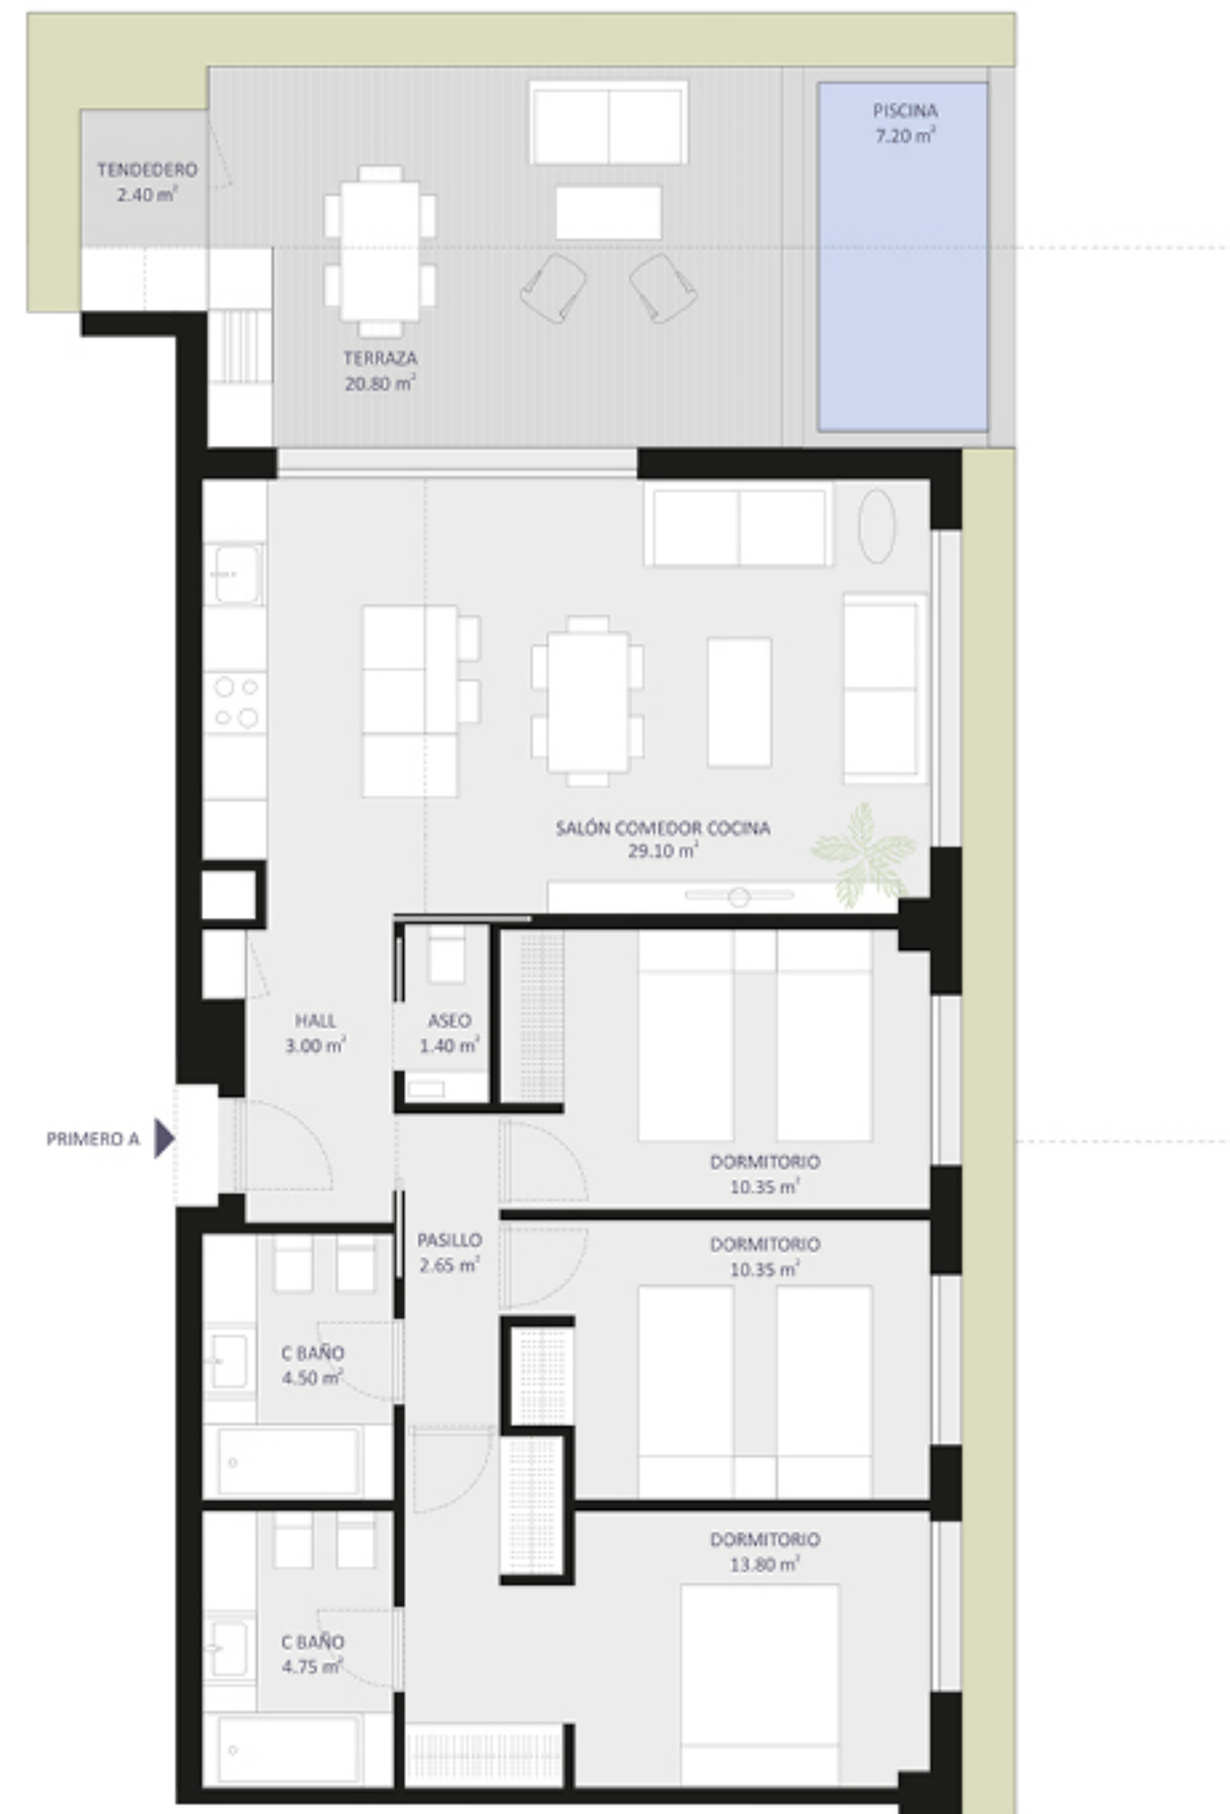 PISCINA
7.20 m²
TENDEDERO
2.40 m²
TERRAZA
20.80 m²
SALÓN COMEDOR COCINA
29.10 m²
HALL
3.00 m²
ASEO
1.40 m²
PRIMERO A
DORMITORIO
10.35 m²
PASILLO
2.65 m²
DORMITORIO
10.35 m²
C BAÑO
4.50 m²
DORMITORIO
13.80 m²
C BAÑO
4.75 m²